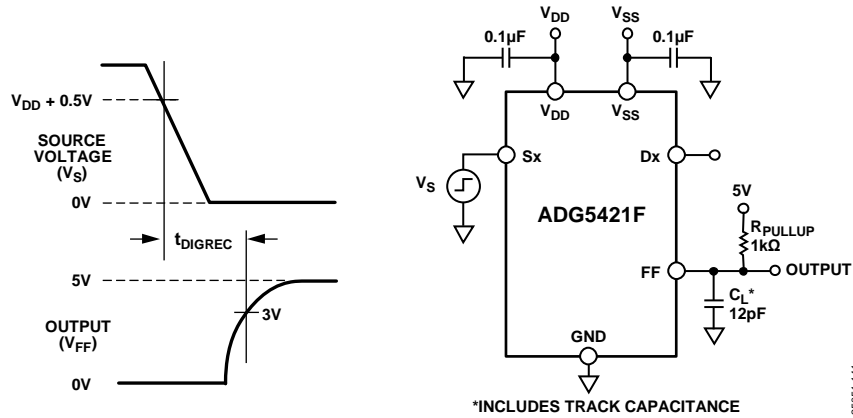 VDD + 0.5V
SOURCE
VOLTAGE
(VS)
0V
tDIGREC
5V
3V
OUTPUT
(VFF)
0V
VDD
VSS
0.1µF
0.1µF
VDD
VSS
Sx
Dx
VS
ADG5421F
5V
RPULLUP
1kΩ
FF
OUTPUT
CL*
12pF
GND
*INCLUDES TRACK CAPACITANCE